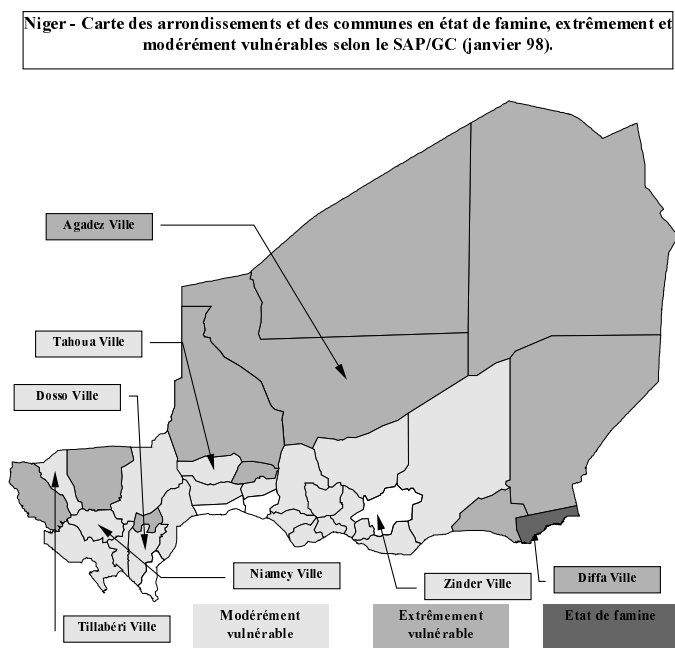 Niger - Carte des arrondissements et des communes en état de famine, extrêmement et
modérément vulnérables selon le SAP/GC (janvier 98).
Agadez Ville
Tahoua Ville
Dosso Ville
Niamey Ville
Zinder Ville
Diffa Ville
Tillabéri Ville
Modérément
vulnérable
Extrêmement
vulnérable
Etat de famine